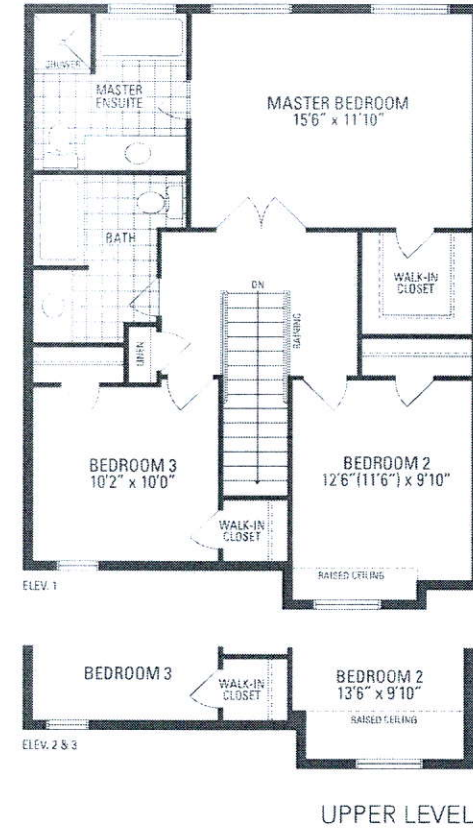 SHOWER
MASTER
ENSUITE
MASTER BEDROOM
15'6" x 11'10"
BATH
WALK-IN
CLOSET
DN
RAILING
LINEN
BEDROOM 3
10'2" x 10'0"
BEDROOM 2
12'6"(11'6") x 9'10"
WALK-IN
CLOSET
RAISED CEILING
ELEV. 1
BEDROOM 3
WALK-IN
CLOSET
BEDROOM 2
13'6" x 9'10"
RAISED CEILING
ELEV. 2 & 3
UPPER LEVEL